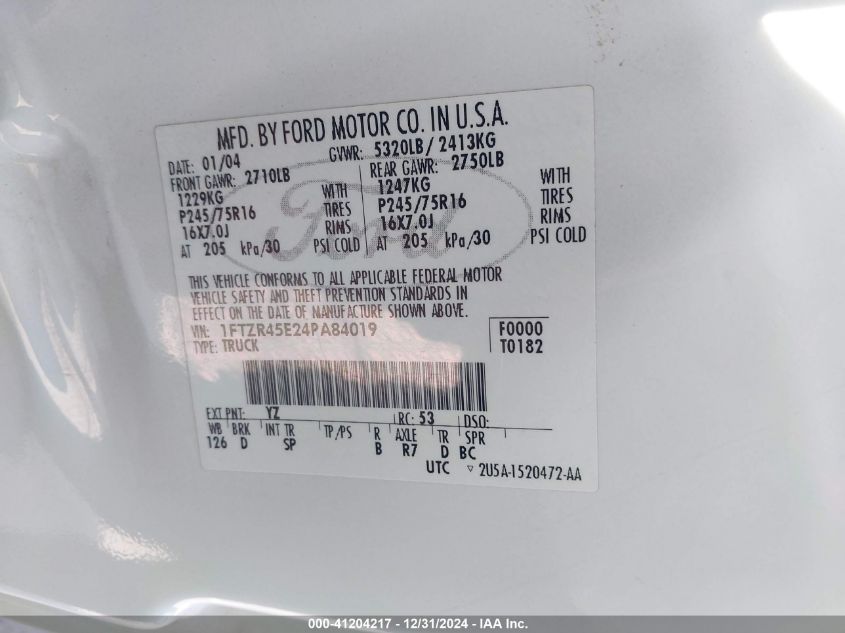 MFD. BY FORD MOTOR CO. IN U.S.A.
DATE: 01/04 GVWR: 5320LB / 2413KG
FRONT GAWR: 2710LB REAR GAWR: 2750LB
1229KG WITH 1247KG WITH
P245/75R16 TIRES P245/75R16 TIRES
16X7.0J RIMS 16X7.0J RIMS
AT 205 kPa/30 PSI COLD AT 205 kPa/30 PSI COLD
Ford
THIS VEHICLE CONFORMS TO ALL APPLICABLE FEDERAL MOTOR
VEHICLE SAFETY AND THEFT PREVENTION STANDARDS IN
EFFECT ON THE DATE OF MANUFACTURE SHOWN ABOVE.
VIN: 1FTZR45E24PA84019 F0000
TYPE: TRUCK T0182
EXT PNT: YZ RC: 53 DSO:
WB BRK INT TR TP/PS R AXLE TR SPR
126 D SP B R7 D BC
UTC ▽ 2U5A-1520472-AA
000-41204217 - 12/31/2024 - IAA Inc.